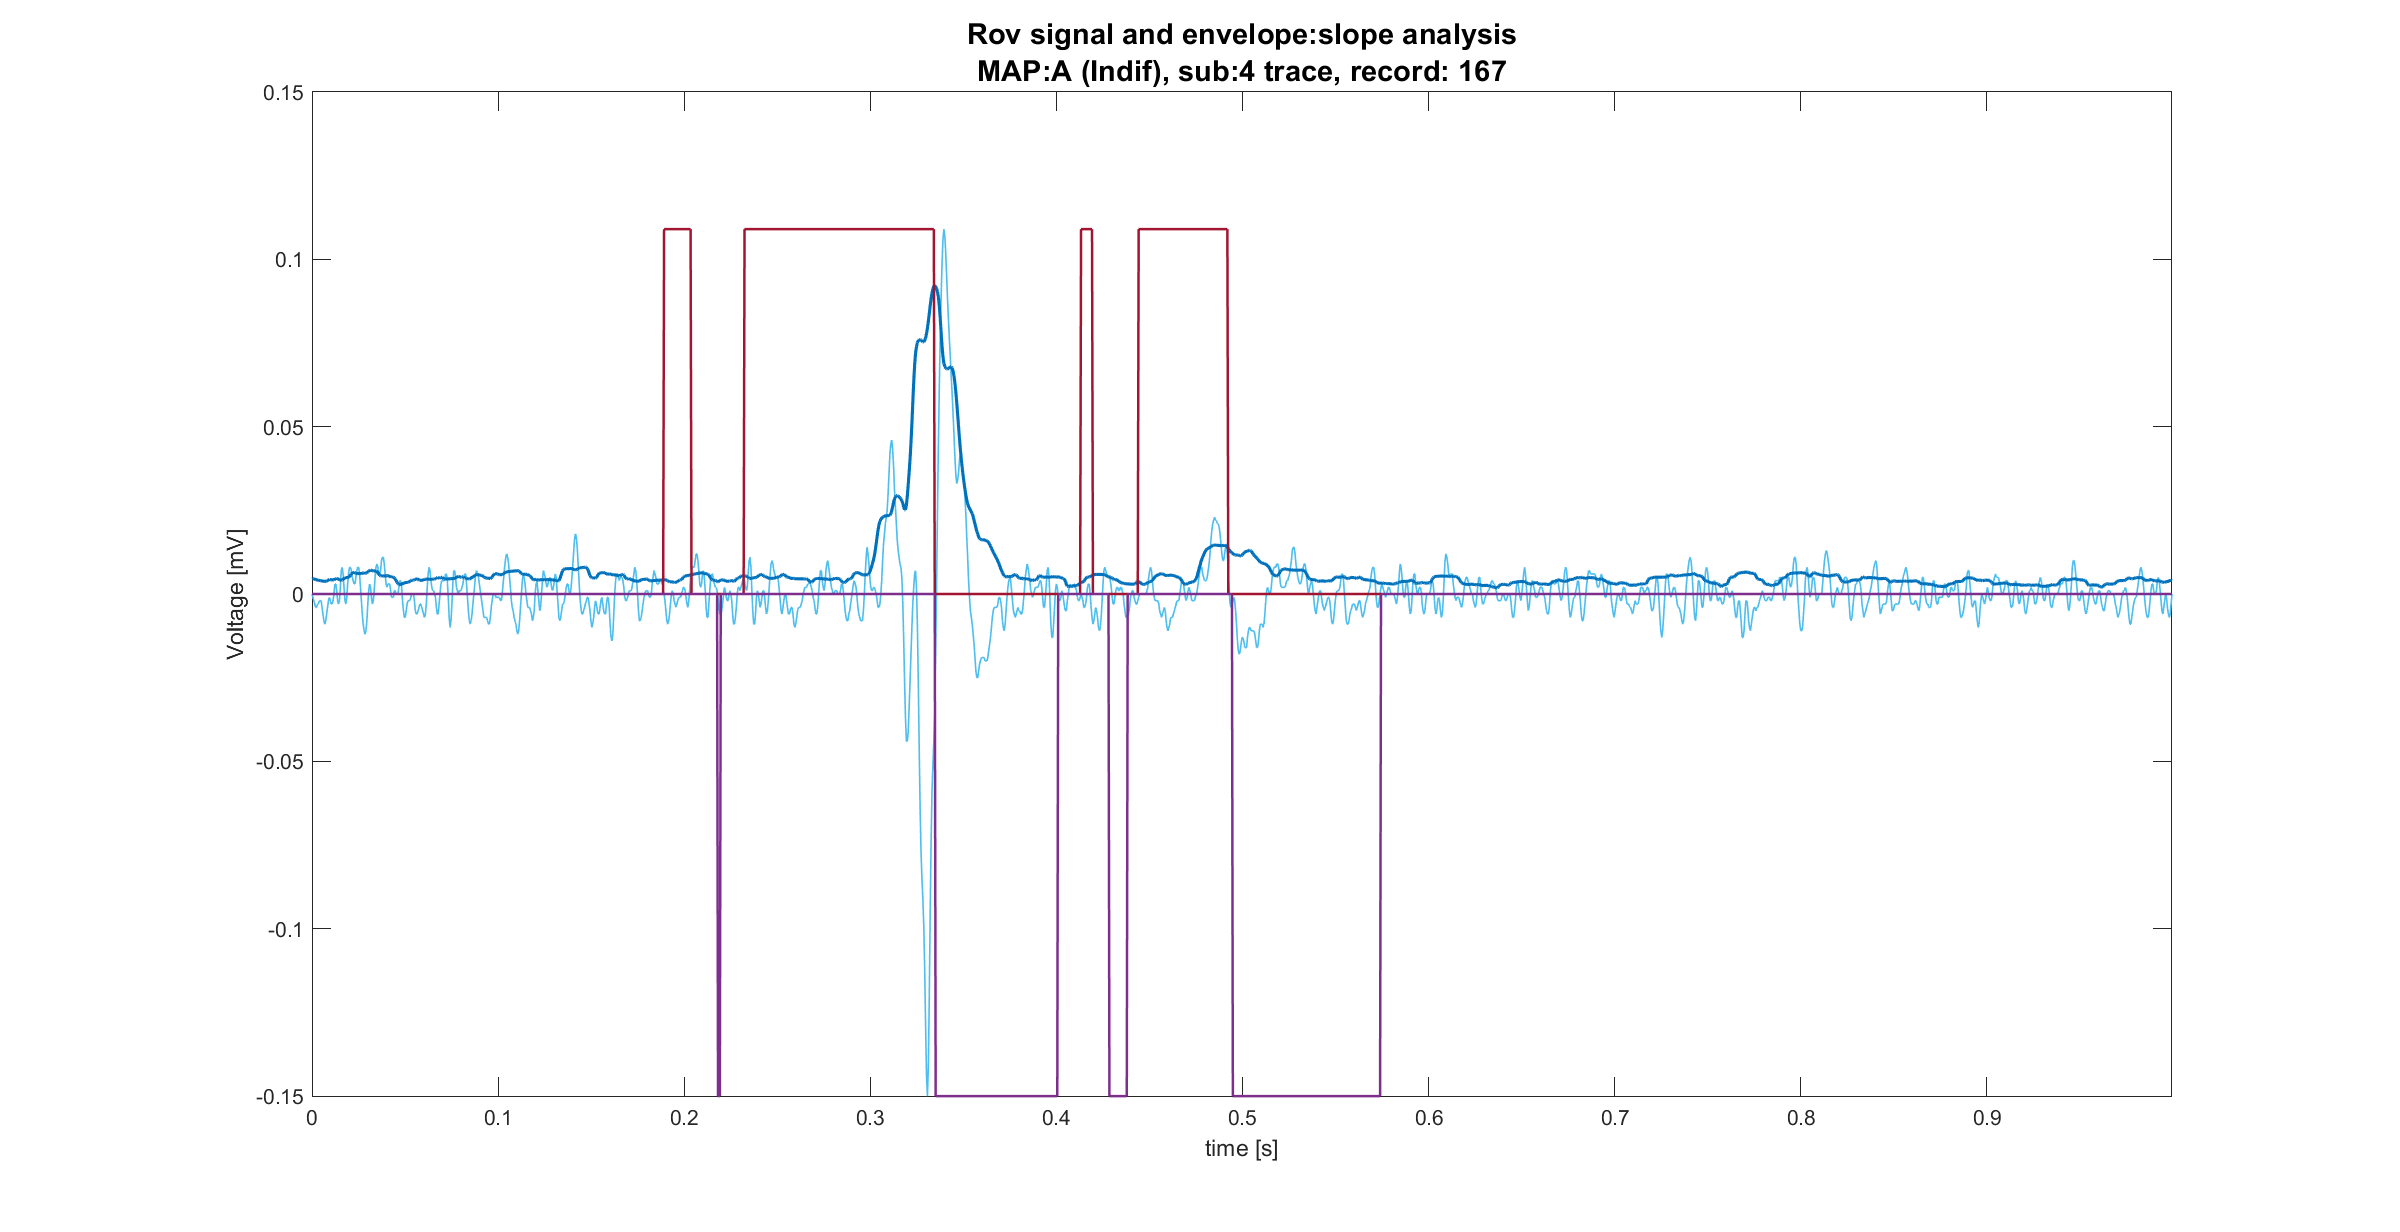 Rov signal and envelope:slope analysis
MAP:A (Indif), sub:4 trace, record: 167
0.15
0.1
0.05
0
-0.05
-0.1
-0.15
Voltage [mV]
0 0.1 0.2 0.3 0.4 0.5 0.6 0.7 0.8 0.9
time [s]